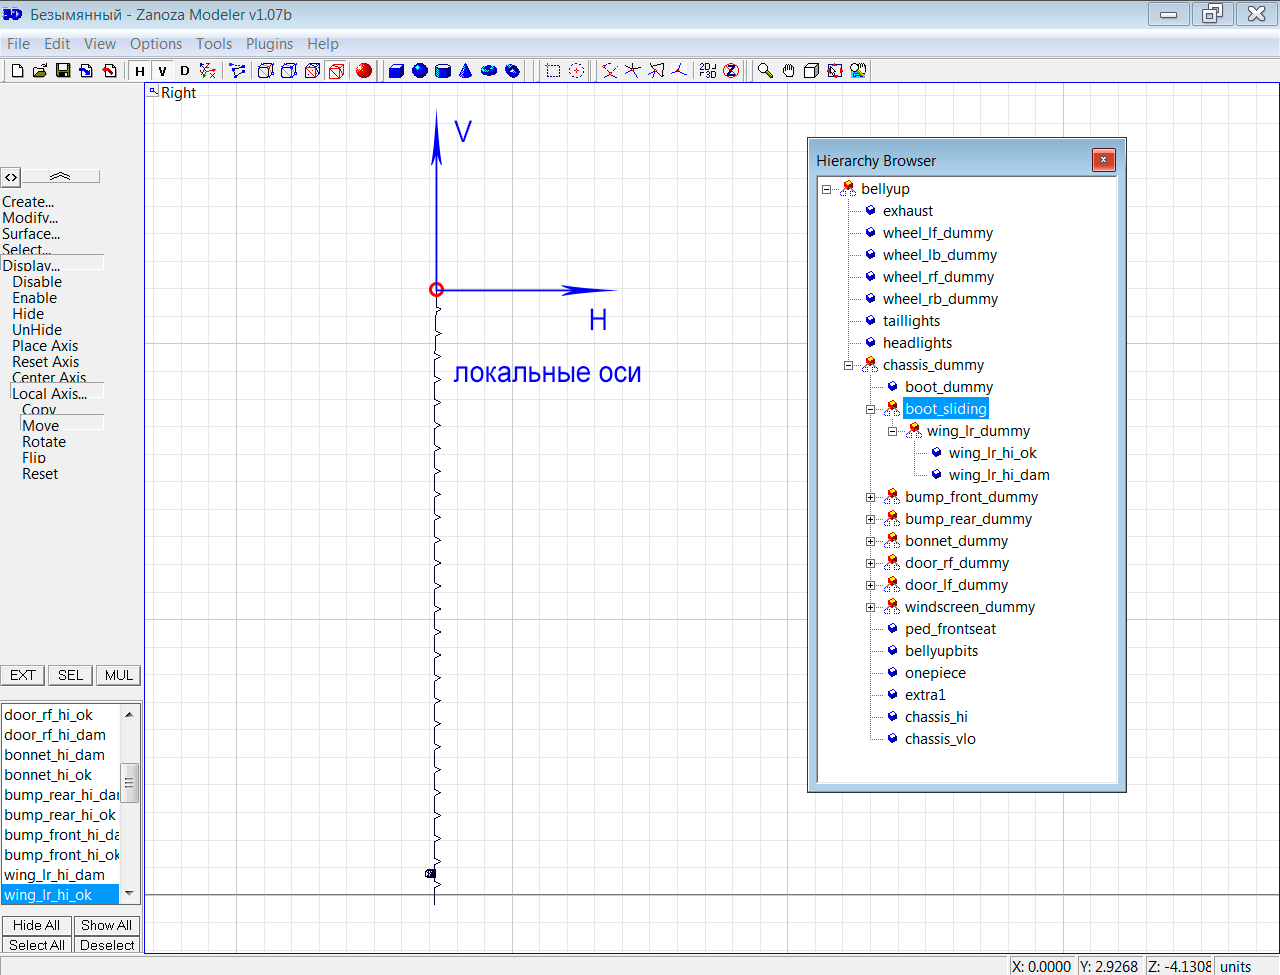 Безымянный - Zanoza Modeler v1.07b
File Edit View Options Tools Plugins Help
H V D 2D 3D Z
Right
Create...
Modify...
Surface...
Select...
Display...
Disable
Enable
Hide
UnHide
Place Axis
Reset Axis
Center Axis
Local Axis...
Copy
Move
Rotate
Flip
Reset
EXT SEL MUL
door_rf_hi_ok
door_rf_hi_dam
bonnet_hi_dam
bonnet_hi_ok
bump_rear_hi_dar
bump_rear_hi_ok
bump_front_hi_da
bump_front_hi_ok
wing_lr_hi_dam
wing_lr_hi_ok
Hide All Show All
Select All Deselect
V
H
локальные оси
Hierarchy Browser
bellyup
exhaust
wheel_lf_dummy
wheel_lb_dummy
wheel_rf_dummy
wheel_rb_dummy
taillights
headlights
chassis_dummy
boot_dummy
boot_sliding
wing_lr_dummy
wing_lr_hi_ok
wing_lr_hi_dam
bump_front_dummy
bump_rear_dummy
bonnet_dummy
door_rf_dummy
door_lf_dummy
windscreen_dummy
ped_frontseat
bellyupbits
onepiece
extra1
chassis_hi
chassis_vlo
X: 0.0000 Y: 2.9268 Z: -4.1308 units